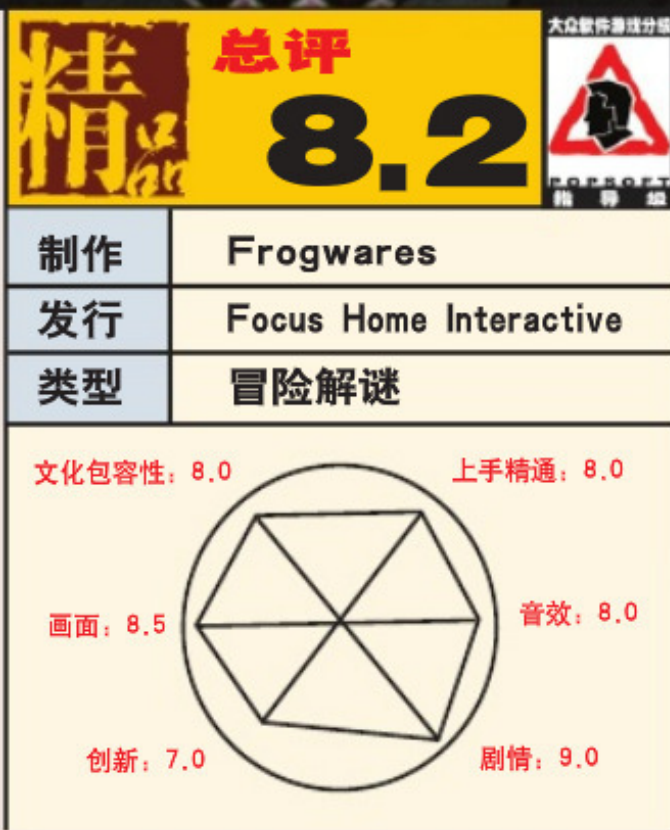 精品
总评
8.2
大众软件游戏分级
POPSOFT
指导级
制作 Frogwares
发行 Focus Home Interactive
类型 冒险解谜
文化包容性：8.0
上手精通：8.0
画面：8.5
音效：8.0
创新：7.0
剧情：9.0